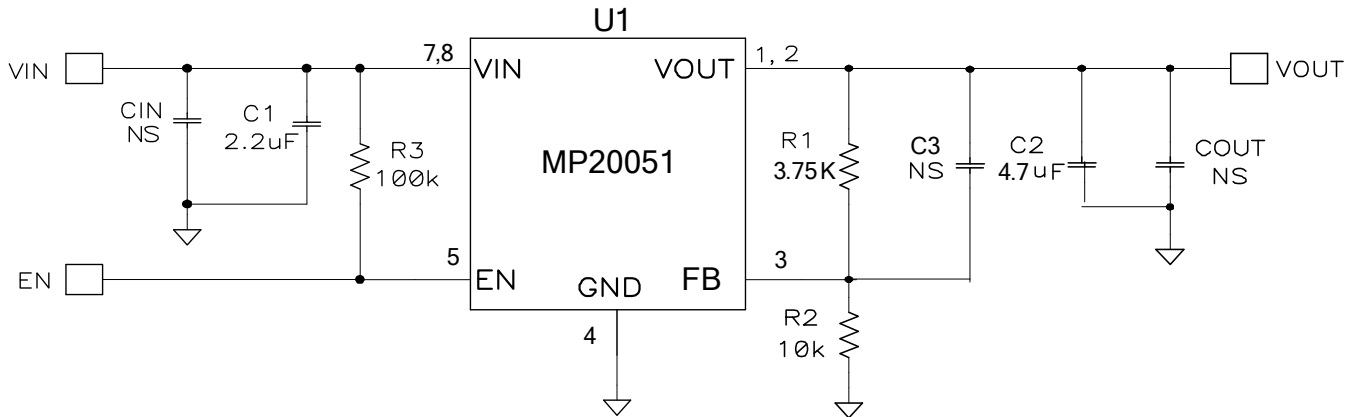 U1
VIN
7,8
VIN
VOUT
1, 2
VOUT
CIN
NS
C1
2.2uF
R3
100k
MP20051
R1
3.75K
C3
NS
C2
4.7uF
COUT
NS
EN
5
EN
GND
FB
3
4
R2
10k